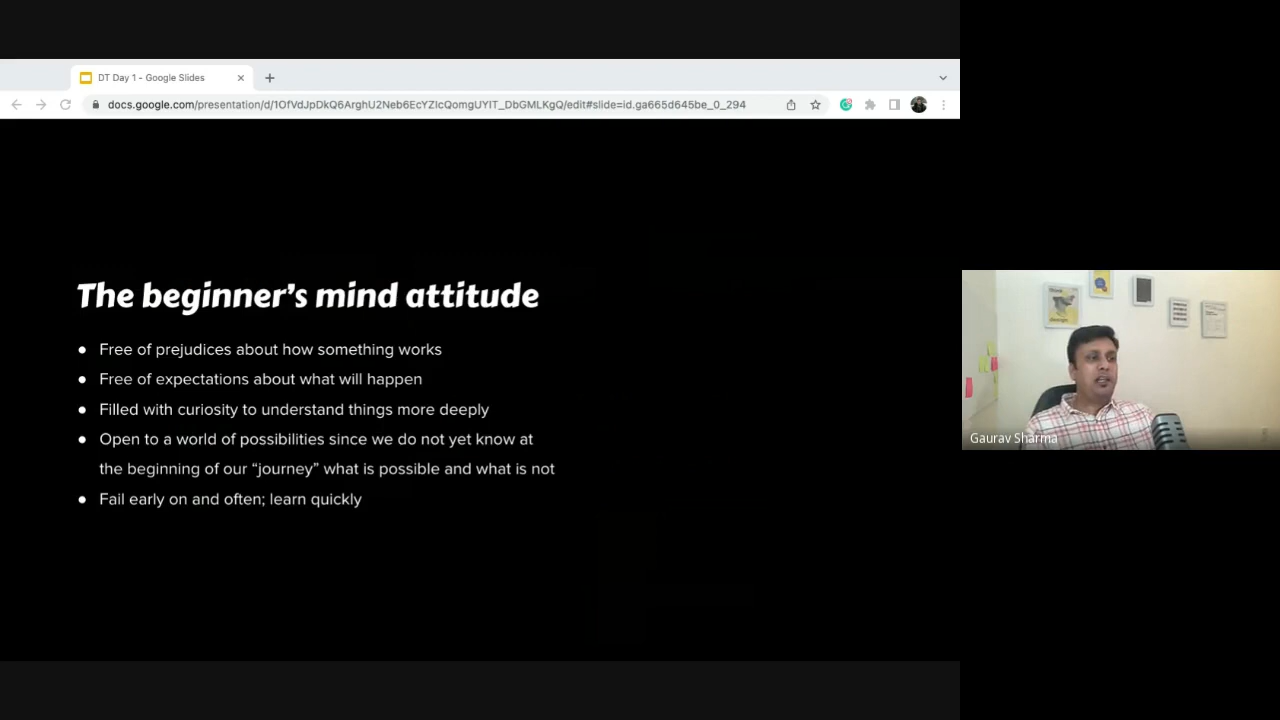 DT Day 1 - Google Slides
docs.google.com/presentation/d/1OfVdJpDkQ6ArghU2Neb6EcYZIcQomgUYIT_DbGMLKgQ/edit#slide=id.ga665d645be_0_294
The beginner’s mind attitude
● Free of prejudices about how something works
● Free of expectations about what will happen
● Filled with curiosity to understand things more deeply
● Open to a world of possibilities since we do not yet know at
the beginning of our “journey” what is possible and what is not
● Fail early on and often; learn quickly
Gaurav Sharma